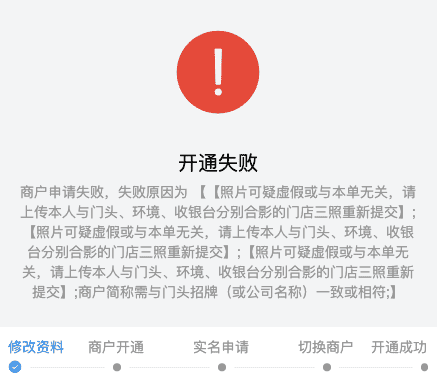 开通失败
商户申请失败，失败原因为 【【照片可疑虚假或与本单无关，请
上传本人与门头、环境、收银台分别合影的门店三照重新提交】;
【照片可疑虚假或与本单无关，请上传本人与门头、环境、收银
台分别合影的门店三照重新提交】;【照片可疑虚假或与本单无
关，请上传本人与门头、环境、收银台分别合影的门店三照重新
提交】;商户简称需与门头招牌（或公司名称）一致或相符;】
修改资料 商户开通 实名申请 切换商户 开通成功